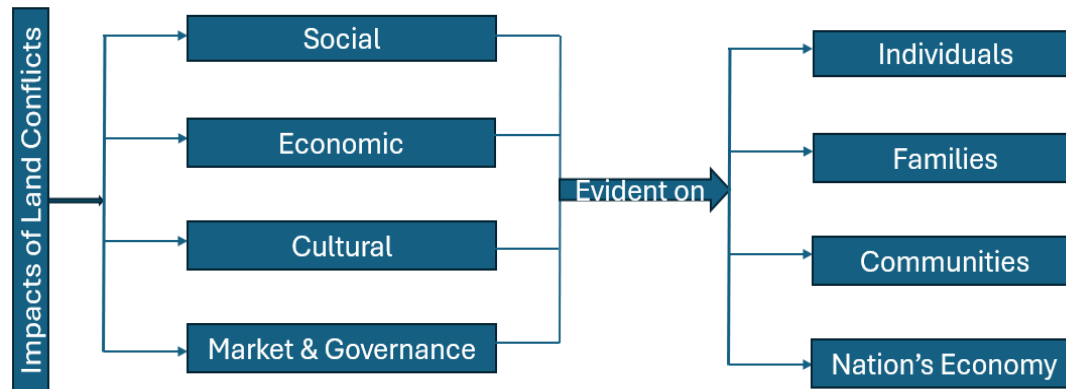 Impacts of Land Conflicts
Social
Economic
Cultural
Market & Governance
Evident on
Individuals
Families
Communities
Nation's Economy